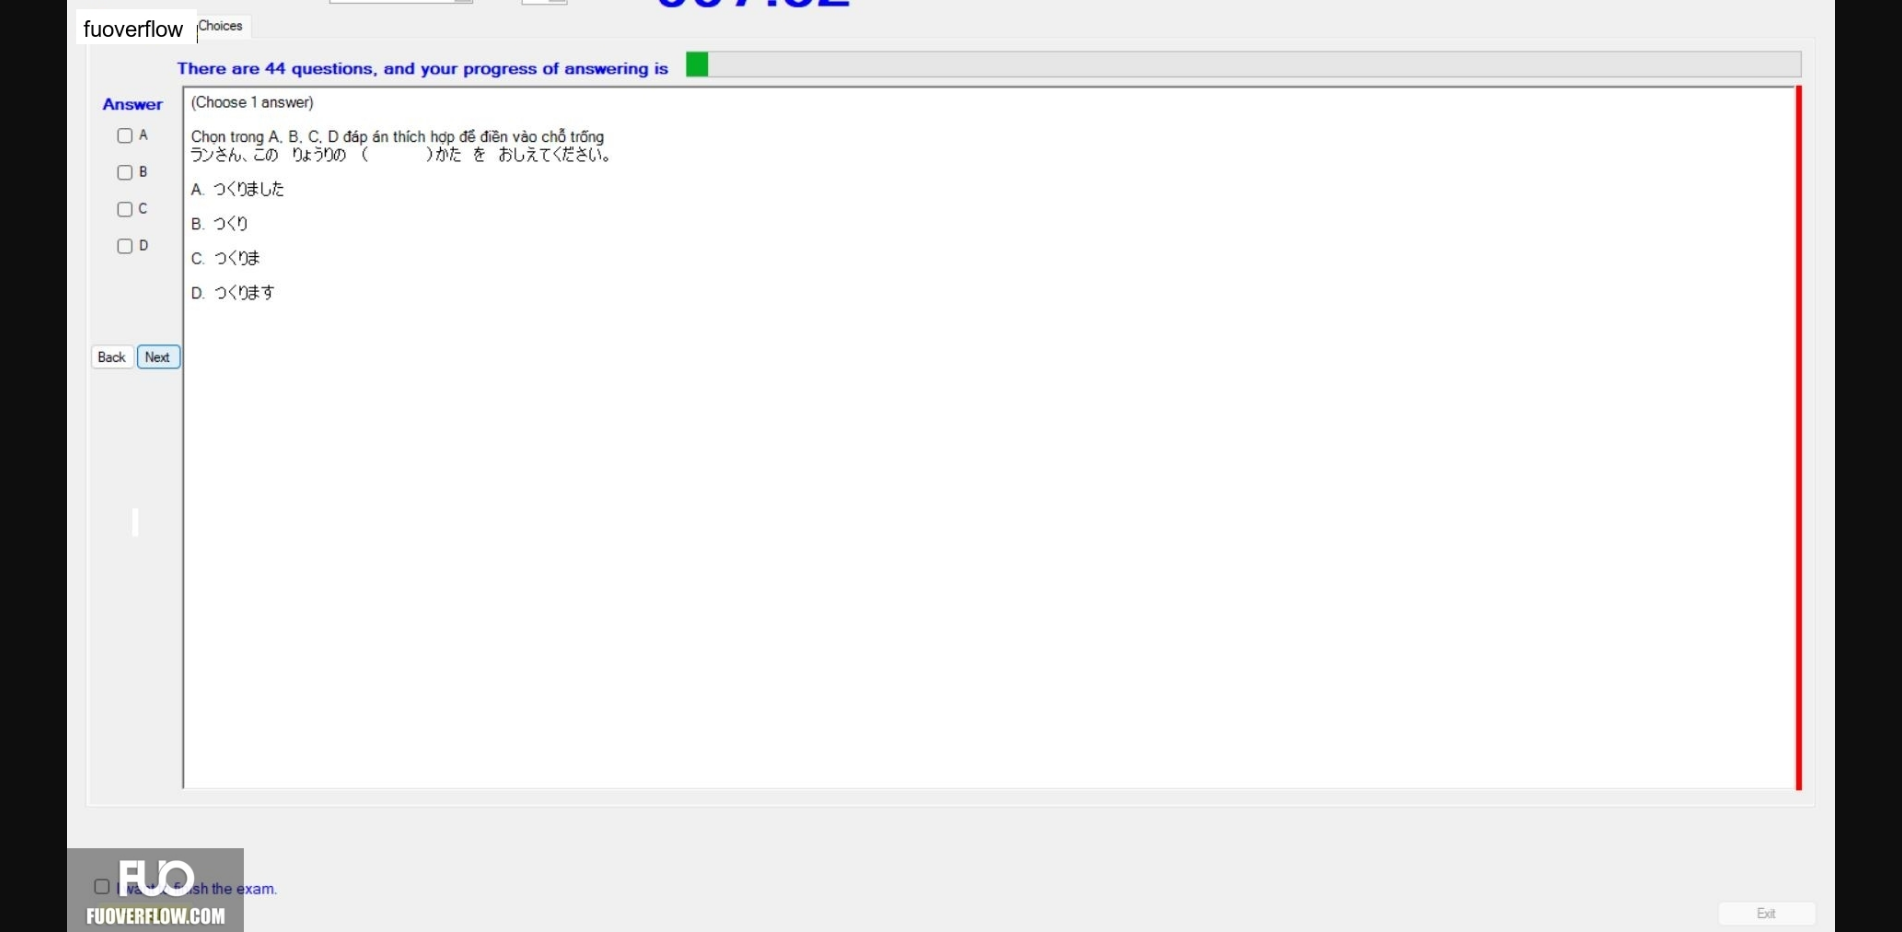 fuoverflow
Choices
There are 44 questions, and your progress of answering is
Answer
(Choose 1 answer)
A
Chọn trong A, B, C, D đáp án thích hợp để điền vào chỗ trống
ランさん、この りょうりの ( )かた を おしえてください。
B
A. つくりました
C
B. つくり
D
C. つくりま
D. つくります
Back
Next
FUO
finish the exam.
FUOVERFLOW.COM
Exit